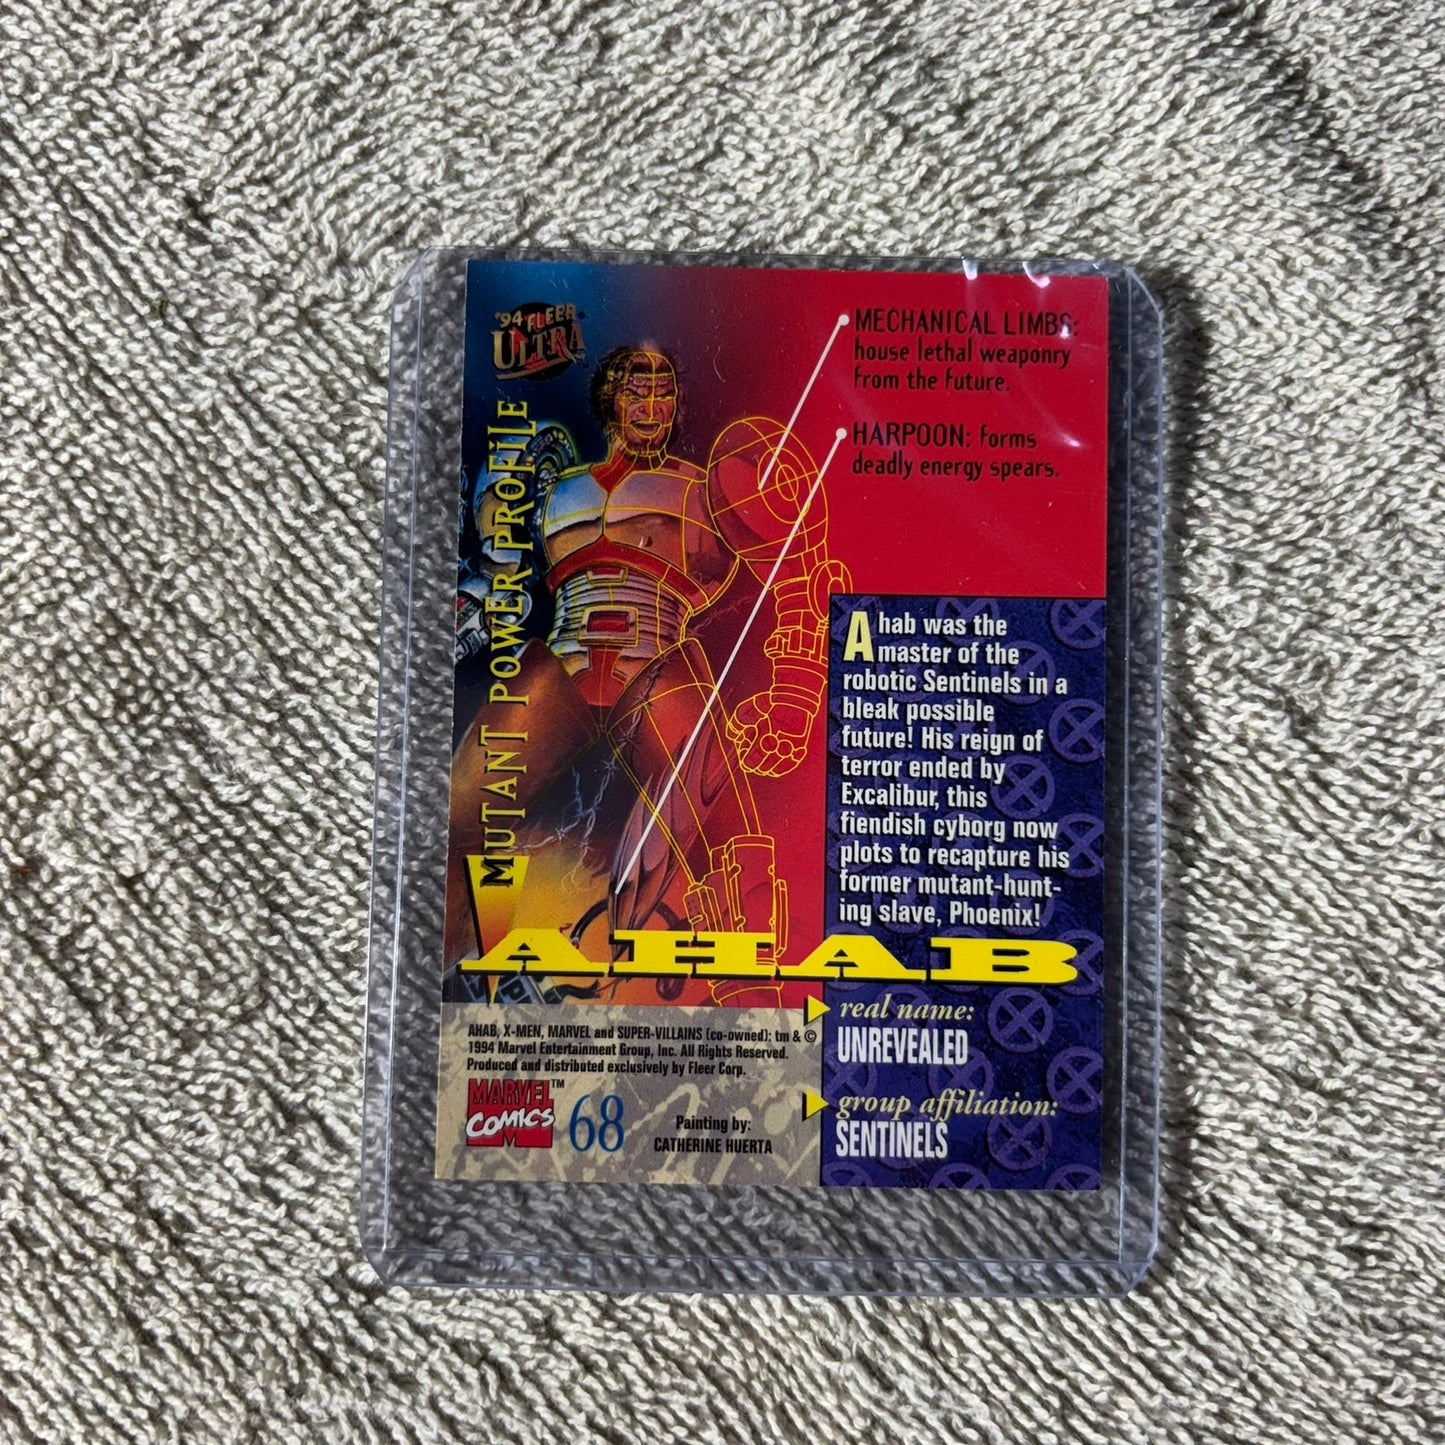 '94 FLEER
ULTRA
MUTANT POWER PROFILE
MECHANICAL LIMBS:
house lethal weaponry
from the future.
HARPOON: Forms
deadly energy spears.
Ahab was the
master of the
robotic Sentinels in a
bleak possible
future! His reign of
terror ended by
Excalibur, this
fiendish cyborg now
plots to recapture his
former mutant-hunt-
ing slave, Phoenix!
AHAB
real name:
UNREVEALED
group affiliation:
SENTINELS
AHAB, X-MEN, MARVEL and SUPER-VILLAINS (co-owned): tm & ©
1994 Marvel Entertainment Group, Inc. All Rights Reserved.
Produced and distributed exclusively by Fleer Corp.
MARVEL™
COMICS
68
Painting by:
CATHERINE HUERTA